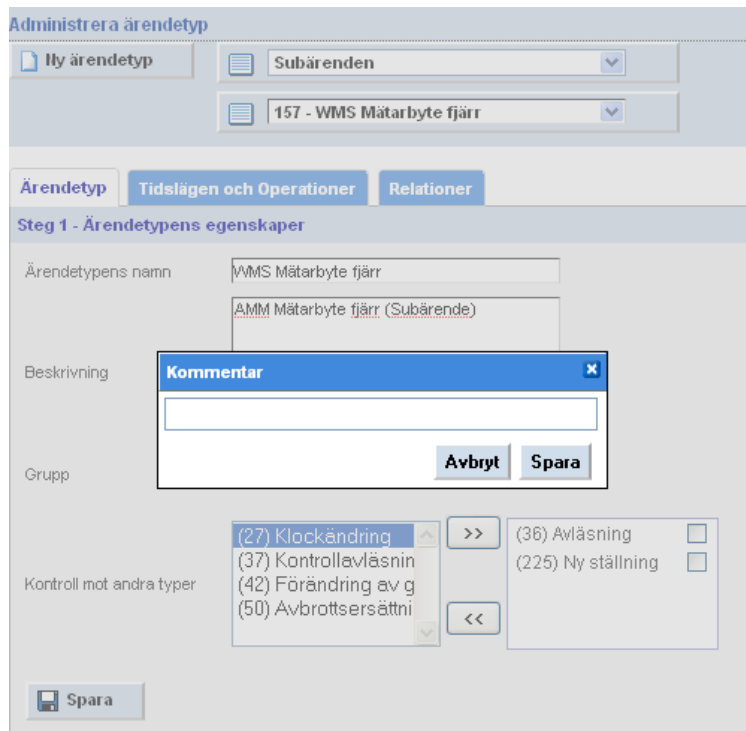 Administrera ärendetyp
Ny ärendetyp
Subärenden
157 - WMS Mätarbyte fjärr
Ärendetyp
Tidslägen och Operationer
Relationer
Steg 1 - Ärendetypens egenskaper
Ärendetypens namn
WMS Mätarbyte fjärr
AMM Mätarbyte fjärr (Subärende)
Beskrivning
Kommentar
Avbryt
Spara
Grupp
Kontroll mot andra typer
(27) Klockändring
(37) Kontrollavläsnin
(42) Förändring av g
(50) Avbrottsersättni
>>
<<
(36) Avläsning
(225) Ny ställning
Spara